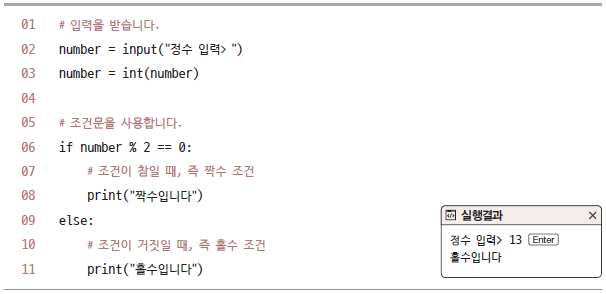 01 # 입력을 받습니다.
02 number = input("정수 입력> ")
03 number = int(number)
04
05 # 조건문을 사용합니다.
06 if number % 2 == 0:
07 # 조건이 참일 때, 즉 짝수 조건
08 print("짝수입니다")
09 else:
10 # 조건이 거짓일 때, 즉 홀수 조건
11 print("홀수입니다")
실행결과
정수 입력> 13 Enter
홀수입니다